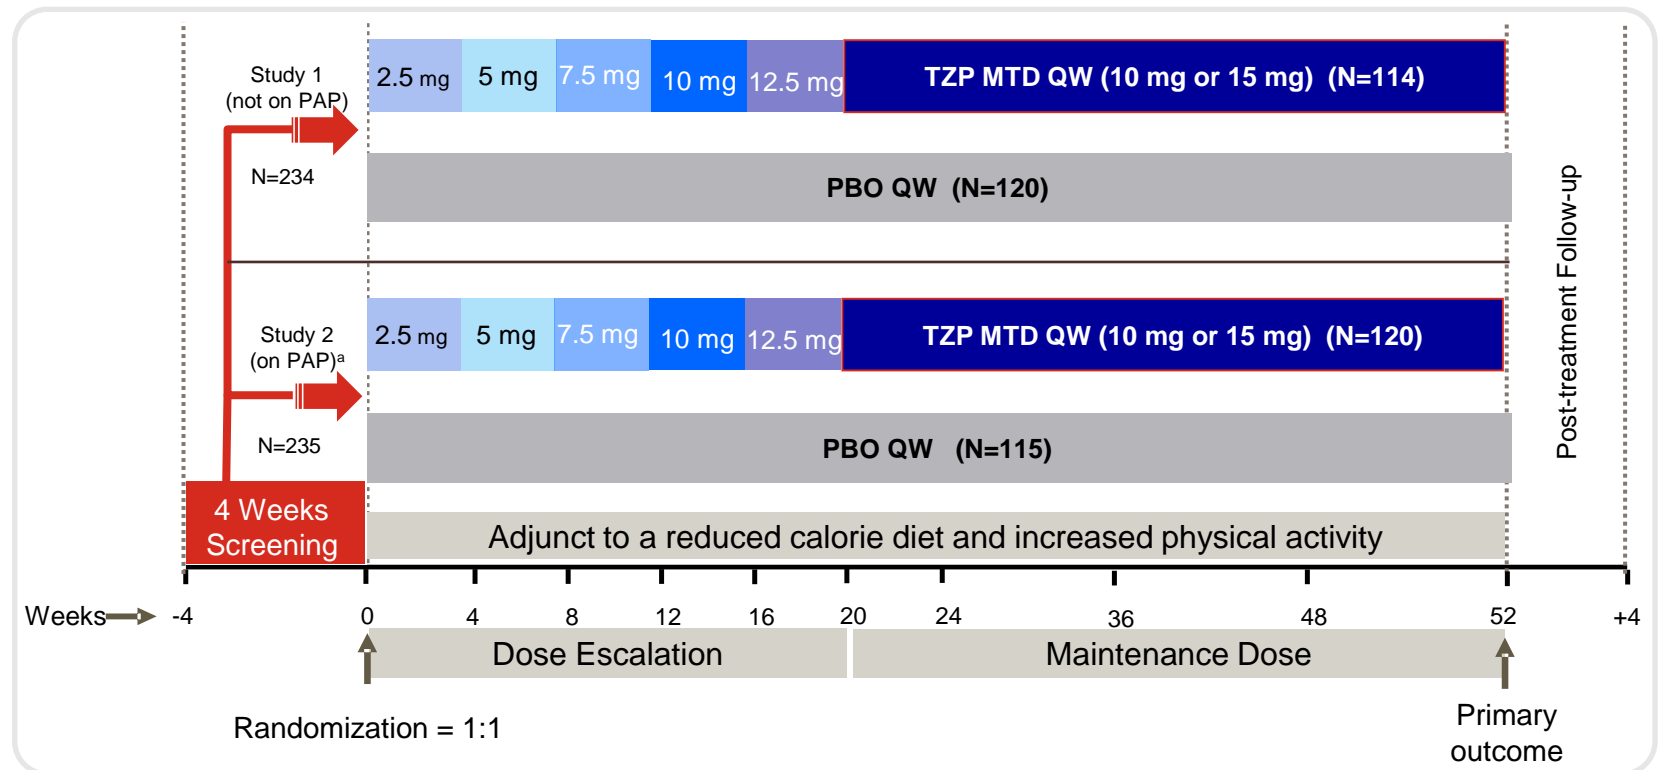 Study 1
(not on PAP)
N=234
2.5 mg
5 mg
7.5 mg
10 mg
12.5 mg
TZP MTD QW (10 mg or 15 mg) (N=114)
PBO QW (N=120)
Study 2
(on PAP)ᵃ
N=235
2.5 mg
5 mg
7.5 mg
10 mg
12.5 mg
TZP MTD QW (10 mg or 15 mg) (N=120)
PBO QW (N=115)
Post-treatment Follow-up
4 Weeks
Screening
Adjunct to a reduced calorie diet and increased physical activity
Weeks -4 0 4 8 12 16 20 24 36 48 52 +4
Dose Escalation
Maintenance Dose
Randomization = 1:1
Primary
outcome